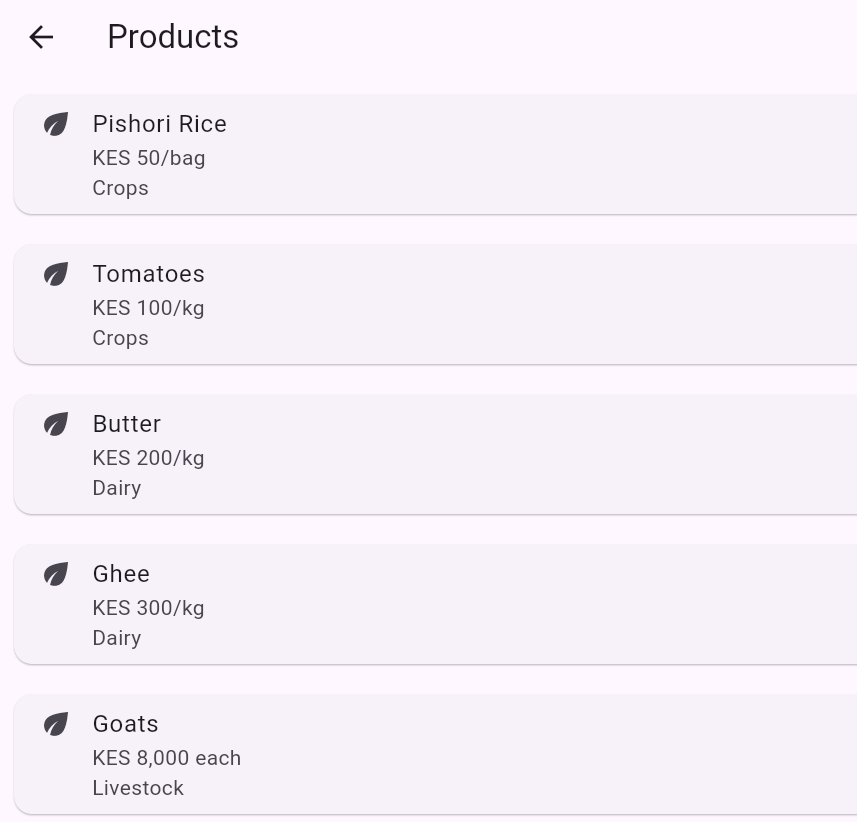 Products
Pishori Rice
KES 50/bag
Crops
Tomatoes
KES 100/kg
Crops
Butter
KES 200/kg
Dairy
Ghee
KES 300/kg
Dairy
Goats
KES 8,000 each
Livestock